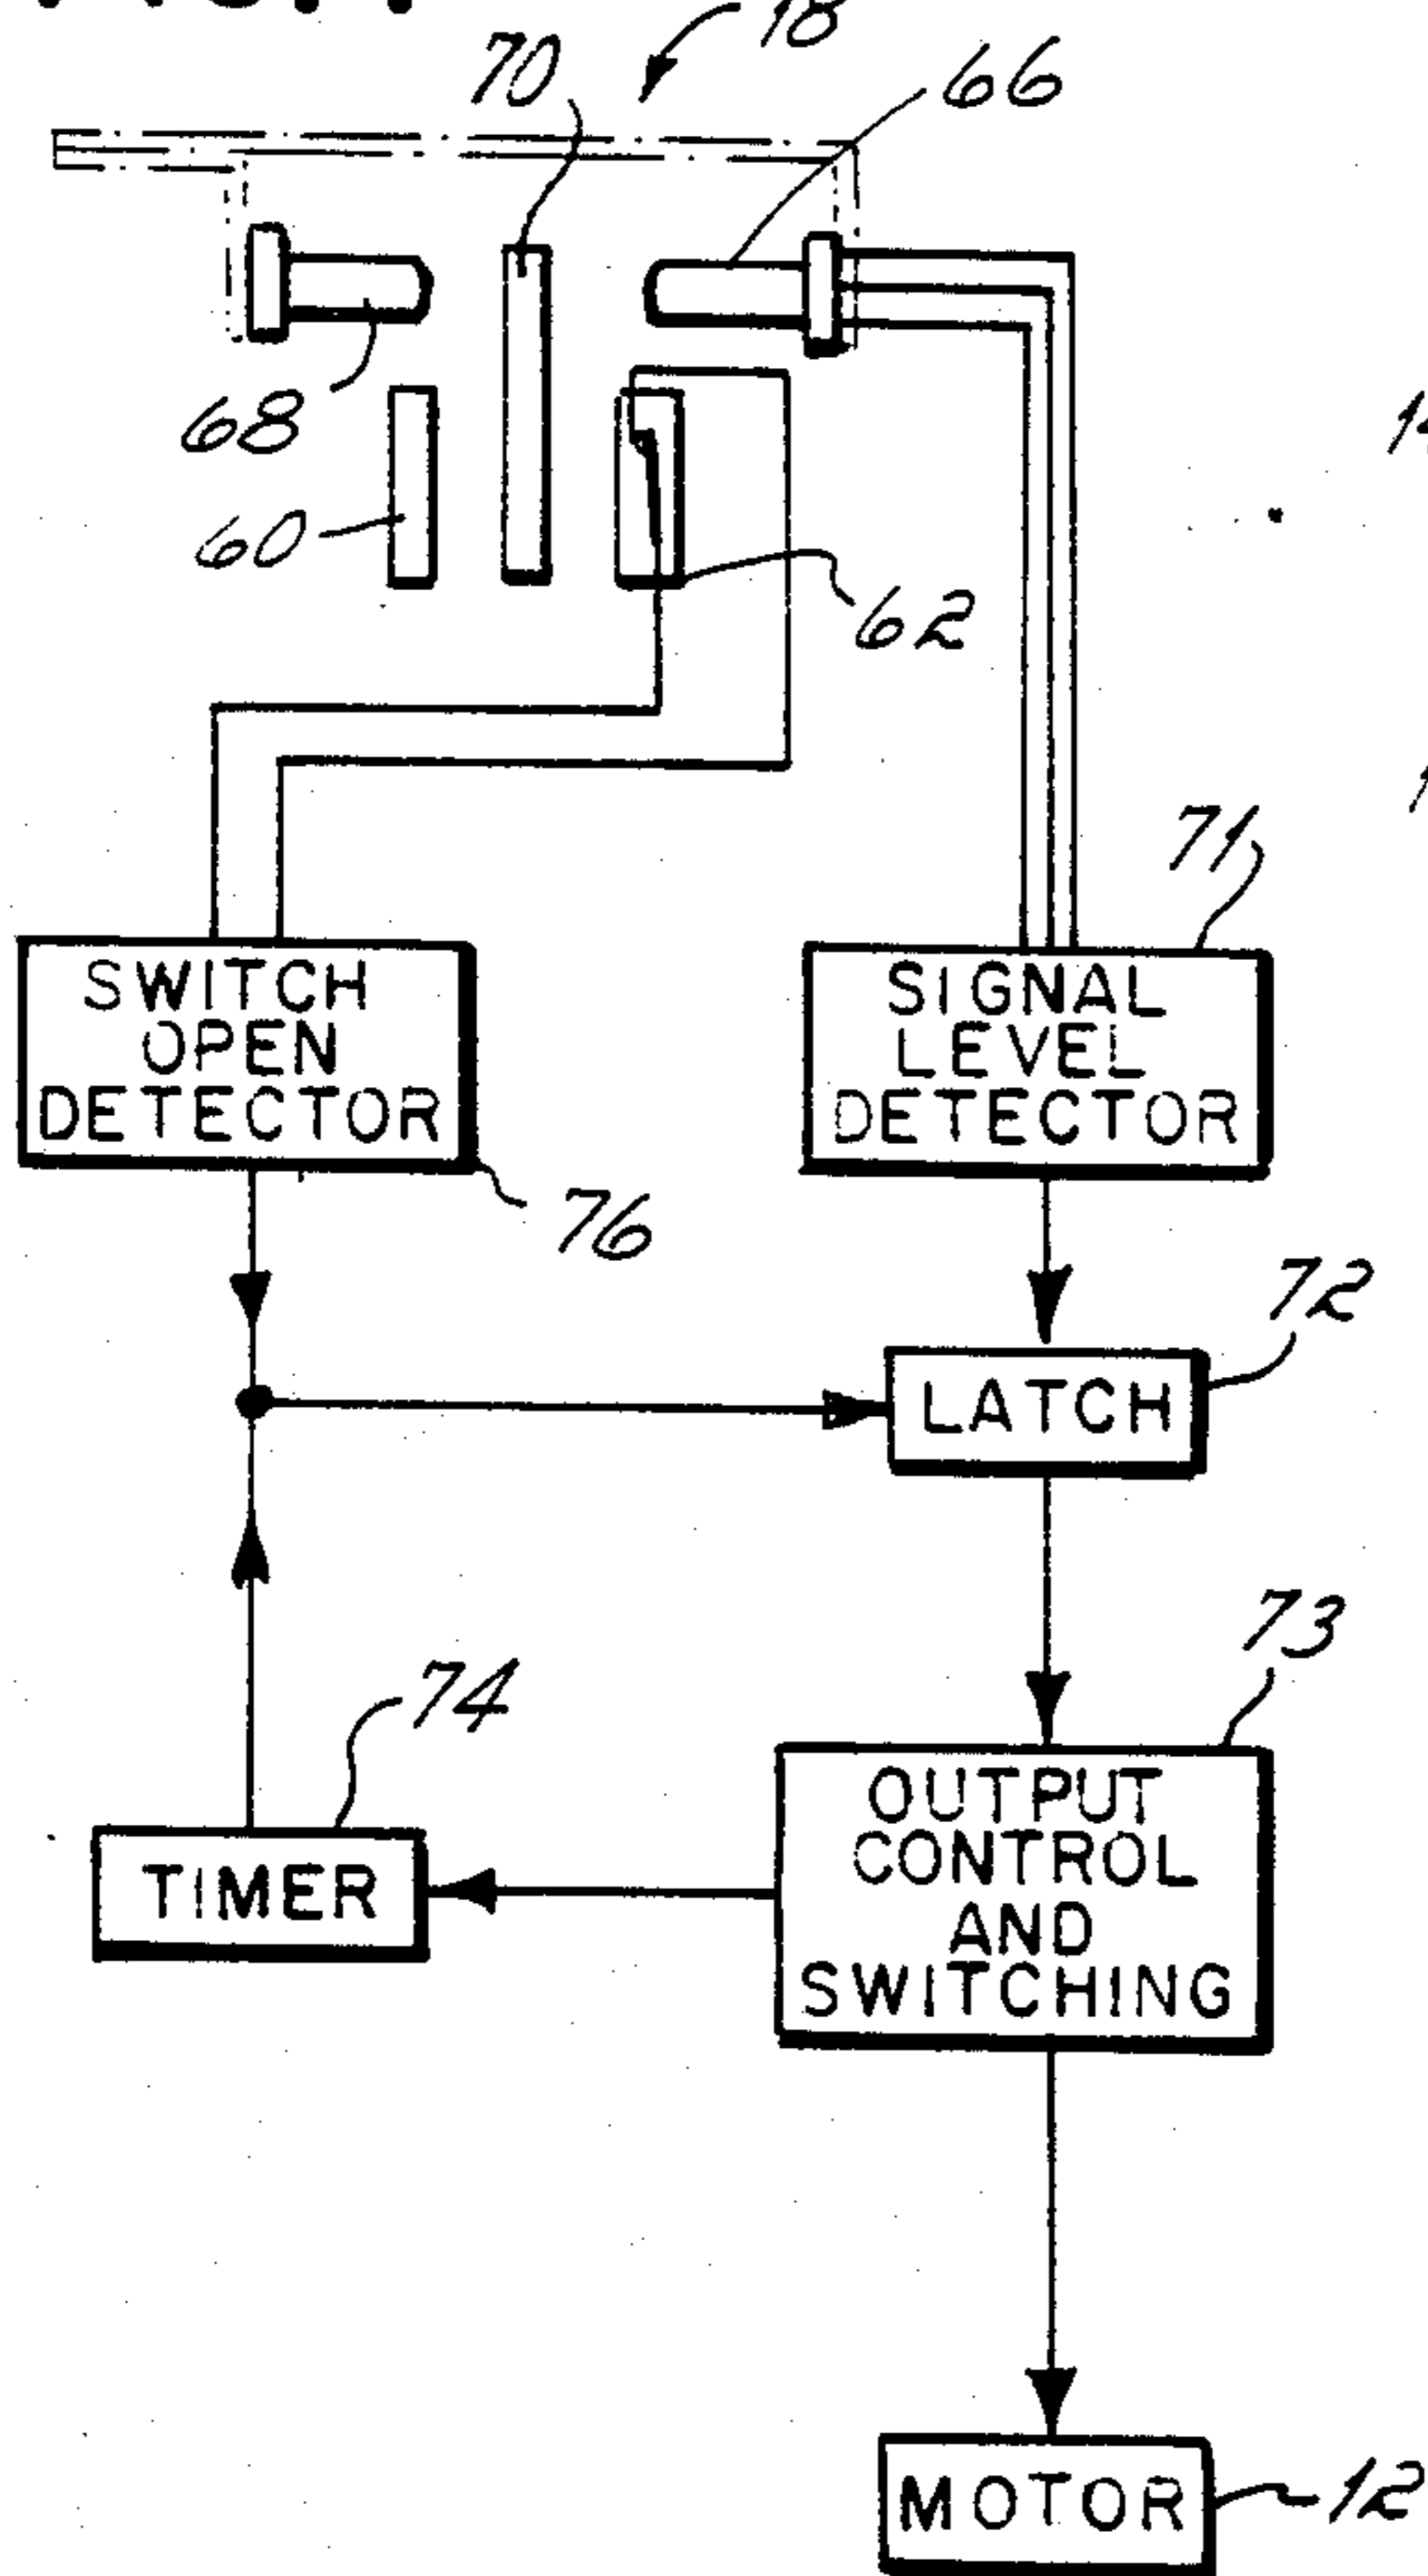 18
70
66
68
60
62
71
SWITCH
OPEN
DETECTOR
SIGNAL
LEVEL
DETECTOR
76
72
LATCH
73
74
OUTPUT
CONTROL
AND
SWITCHING
TIMER
MOTOR
12